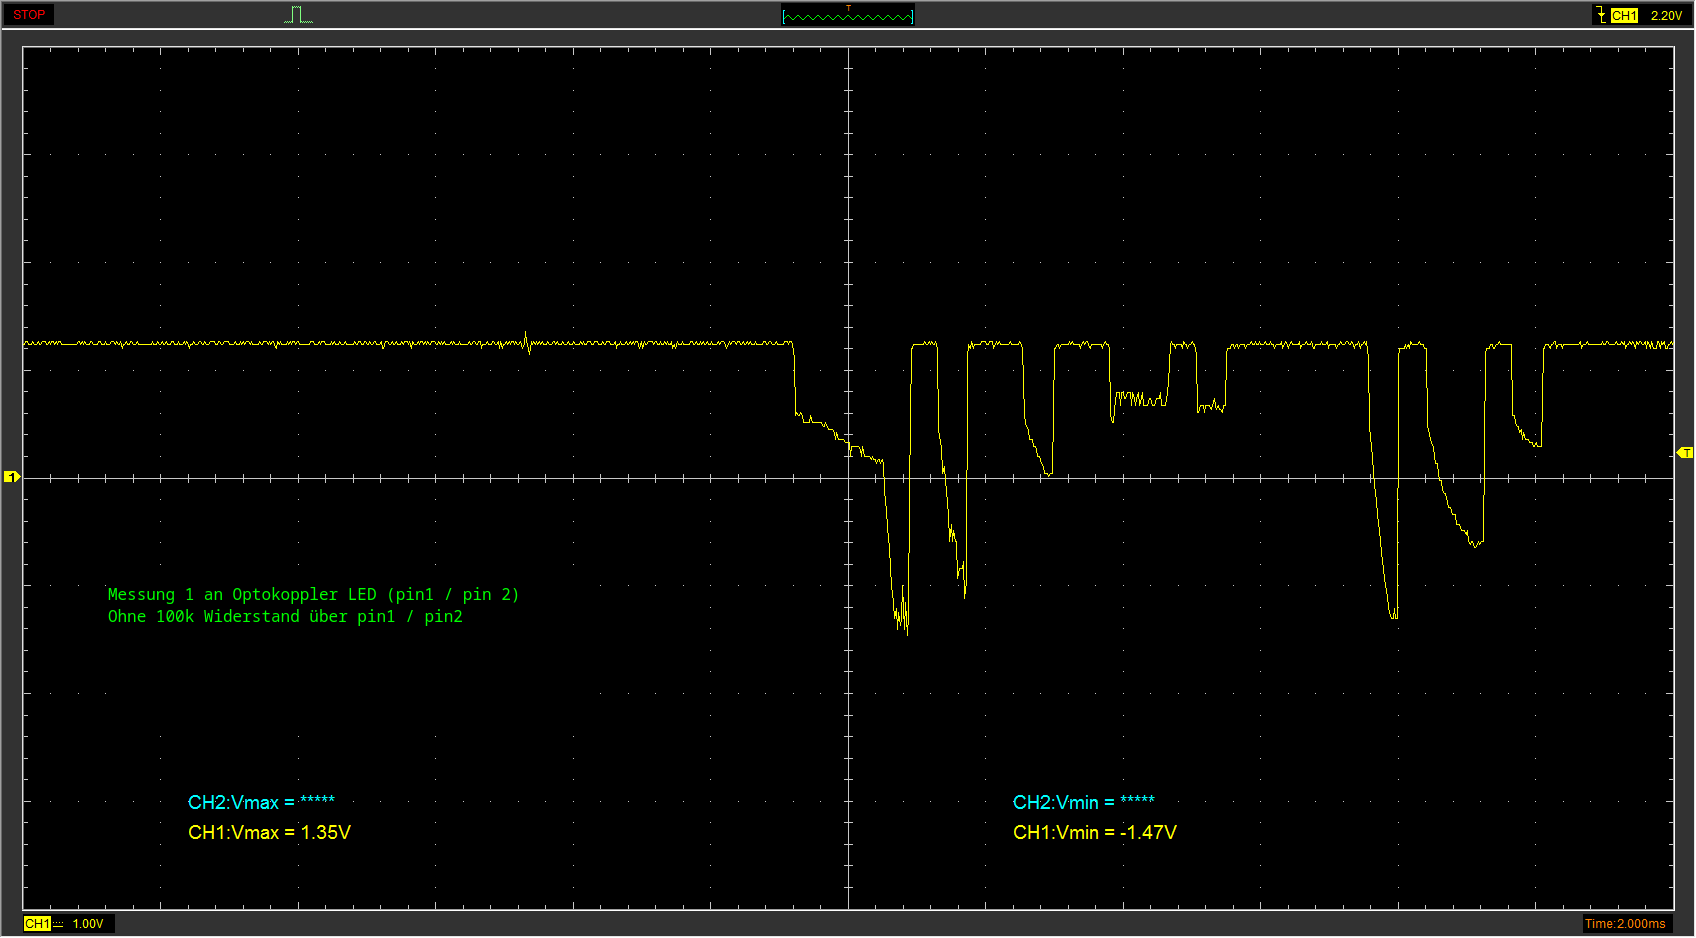 STOP
T
CH1 2.20V
1
T
Messung 1 an Optokoppler LED (pin1 / pin 2)
Ohne 100k Widerstand über pin1 / pin2
CH2:Vmax = ***** CH2:Vmin = *****
CH1:Vmax = 1.35V CH1:Vmin = -1.47V
CH1 1.00V Time:2.000ms